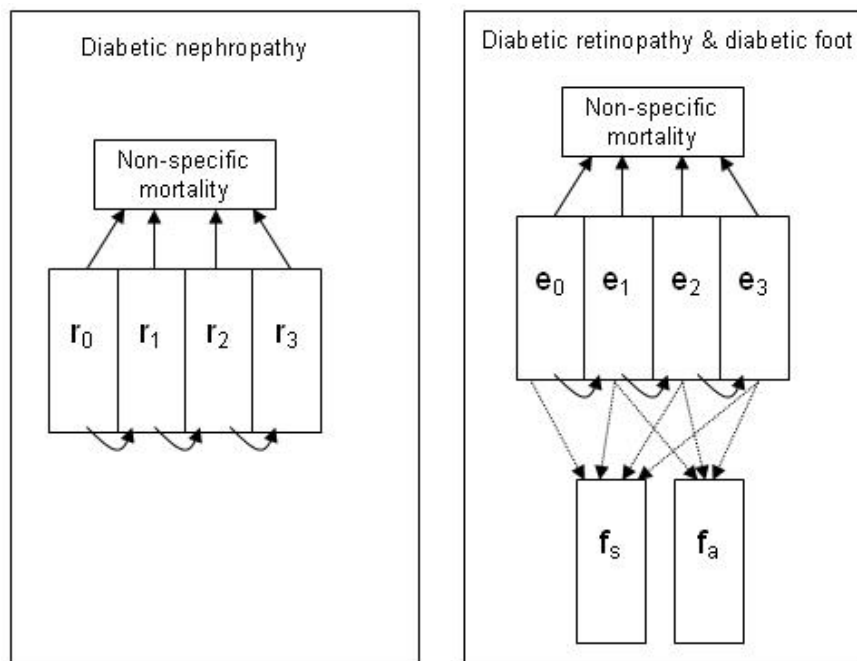 Diabetic nephropathy
Non-specific
mortality
r₀ r₁ r₂ r₃
Diabetic retinopathy & diabetic foot
Non-specific
mortality
e₀ e₁ e₂ e₃
fₛ fₐ